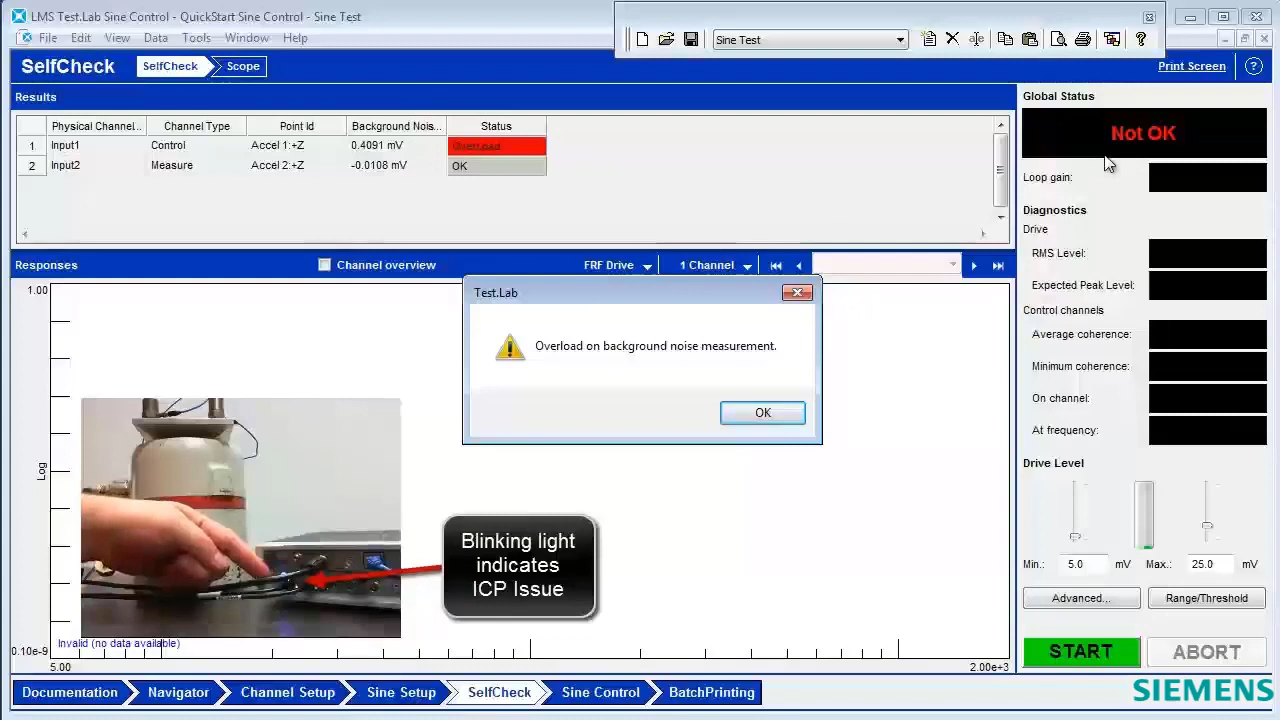 LMS Test.Lab Sine Control - QuickStart Sine Control - Sine Test
File Edit View Data Tools Window Help
Sine Test
SelfCheck
SelfCheck
Scope
Print Screen
Results
Physical Channel... Channel Type Point Id Background Nois... Status
1 Input1 Control Accel 1:+Z 0.4091 mV Overload
2 Input2 Measure Accel 2:+Z -0.0108 mV OK
Responses
Channel overview
FRF Drive
1 Channel
1.00
Log
0.10e-9
5.00
2.00e+3
Invalid (no data available)
Test.Lab
Overload on background noise measurement.
OK
Blinking light
indicates
ICP Issue
Global Status
Not OK
Loop gain:
Diagnostics
Drive
RMS Level:
Expected Peak Level:
Control channels
Average coherence:
Minimum coherence:
On channel:
At frequency:
Drive Level
Min.: 5.0 mV Max.: 25.0 mV
Advanced...
Range/Threshold
START
ABORT
Documentation
Navigator
Channel Setup
Sine Setup
SelfCheck
Sine Control
BatchPrinting
SIEMENS